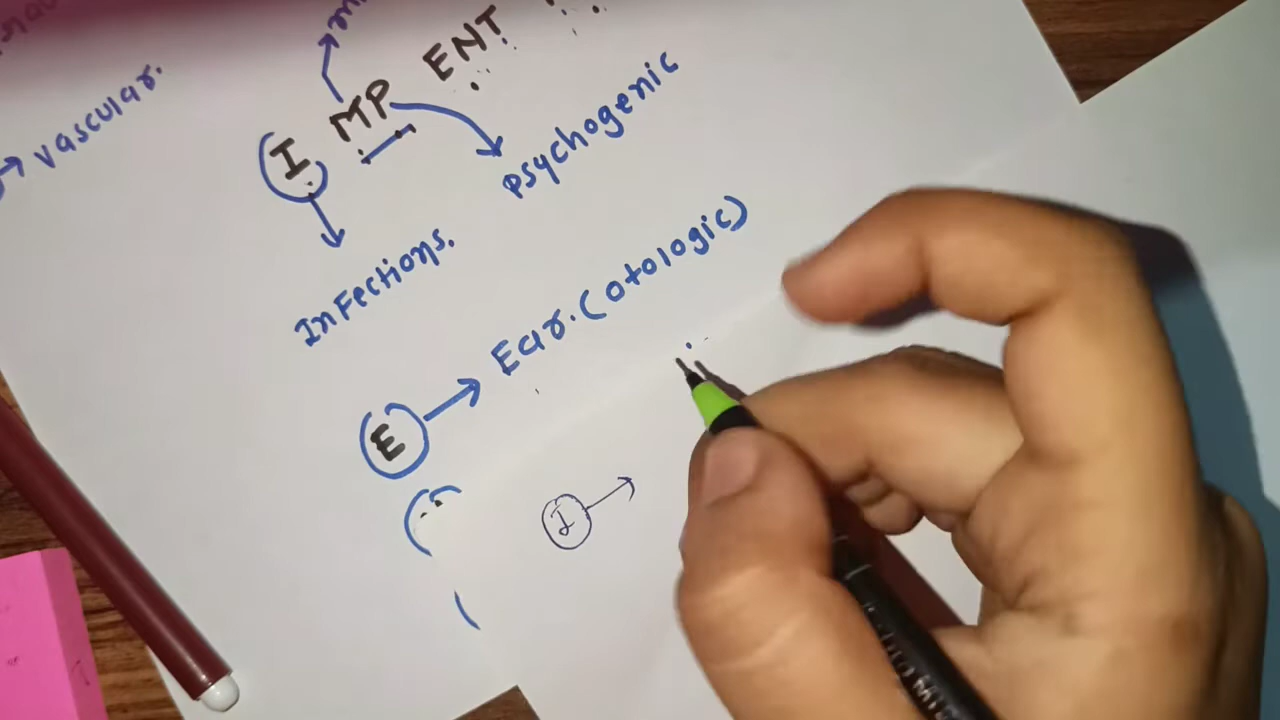 vascular.
I MP ENT
Psychogenic
Infections.
E Ear. (otologic)
I